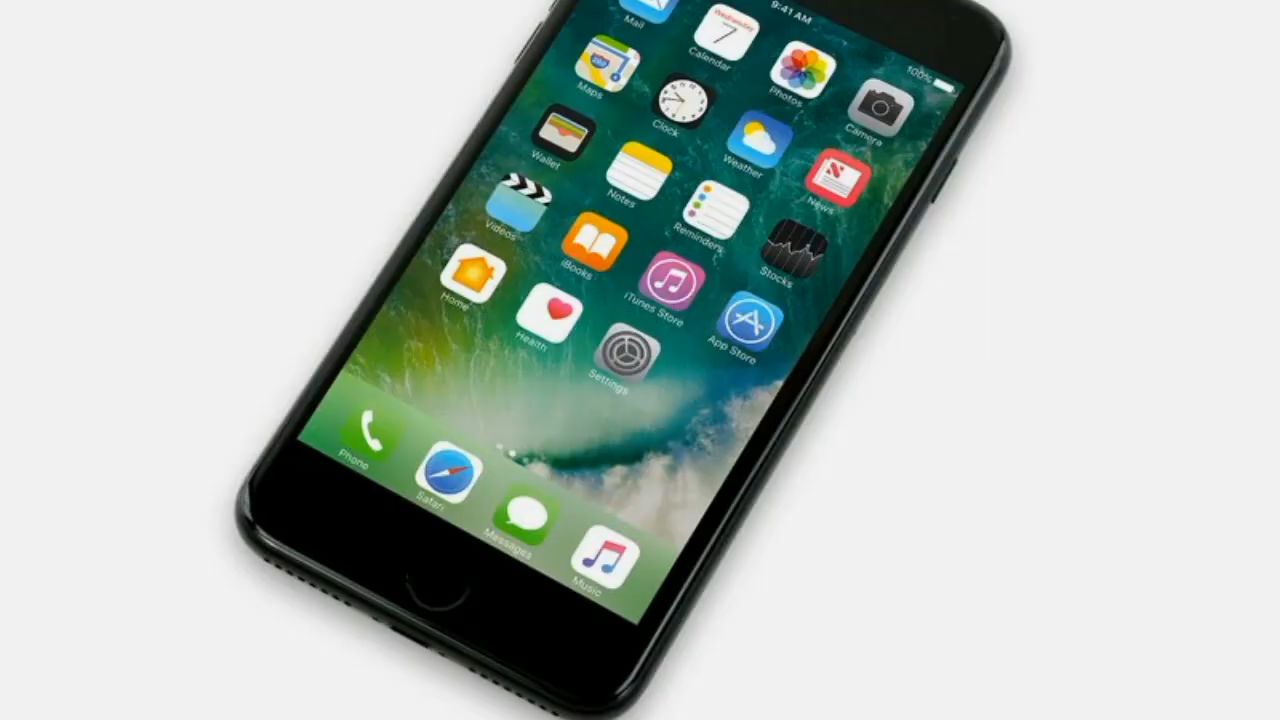 9:41 AM
100%
Mail
Wednesday
7
Calendar
Photos
Camera
Maps
Clock
Weather
News
Wallet
Notes
Reminders
Stocks
Videos
iBooks
iTunes Store
App Store
Home
Health
Settings
Phone
Safari
Messages
Music